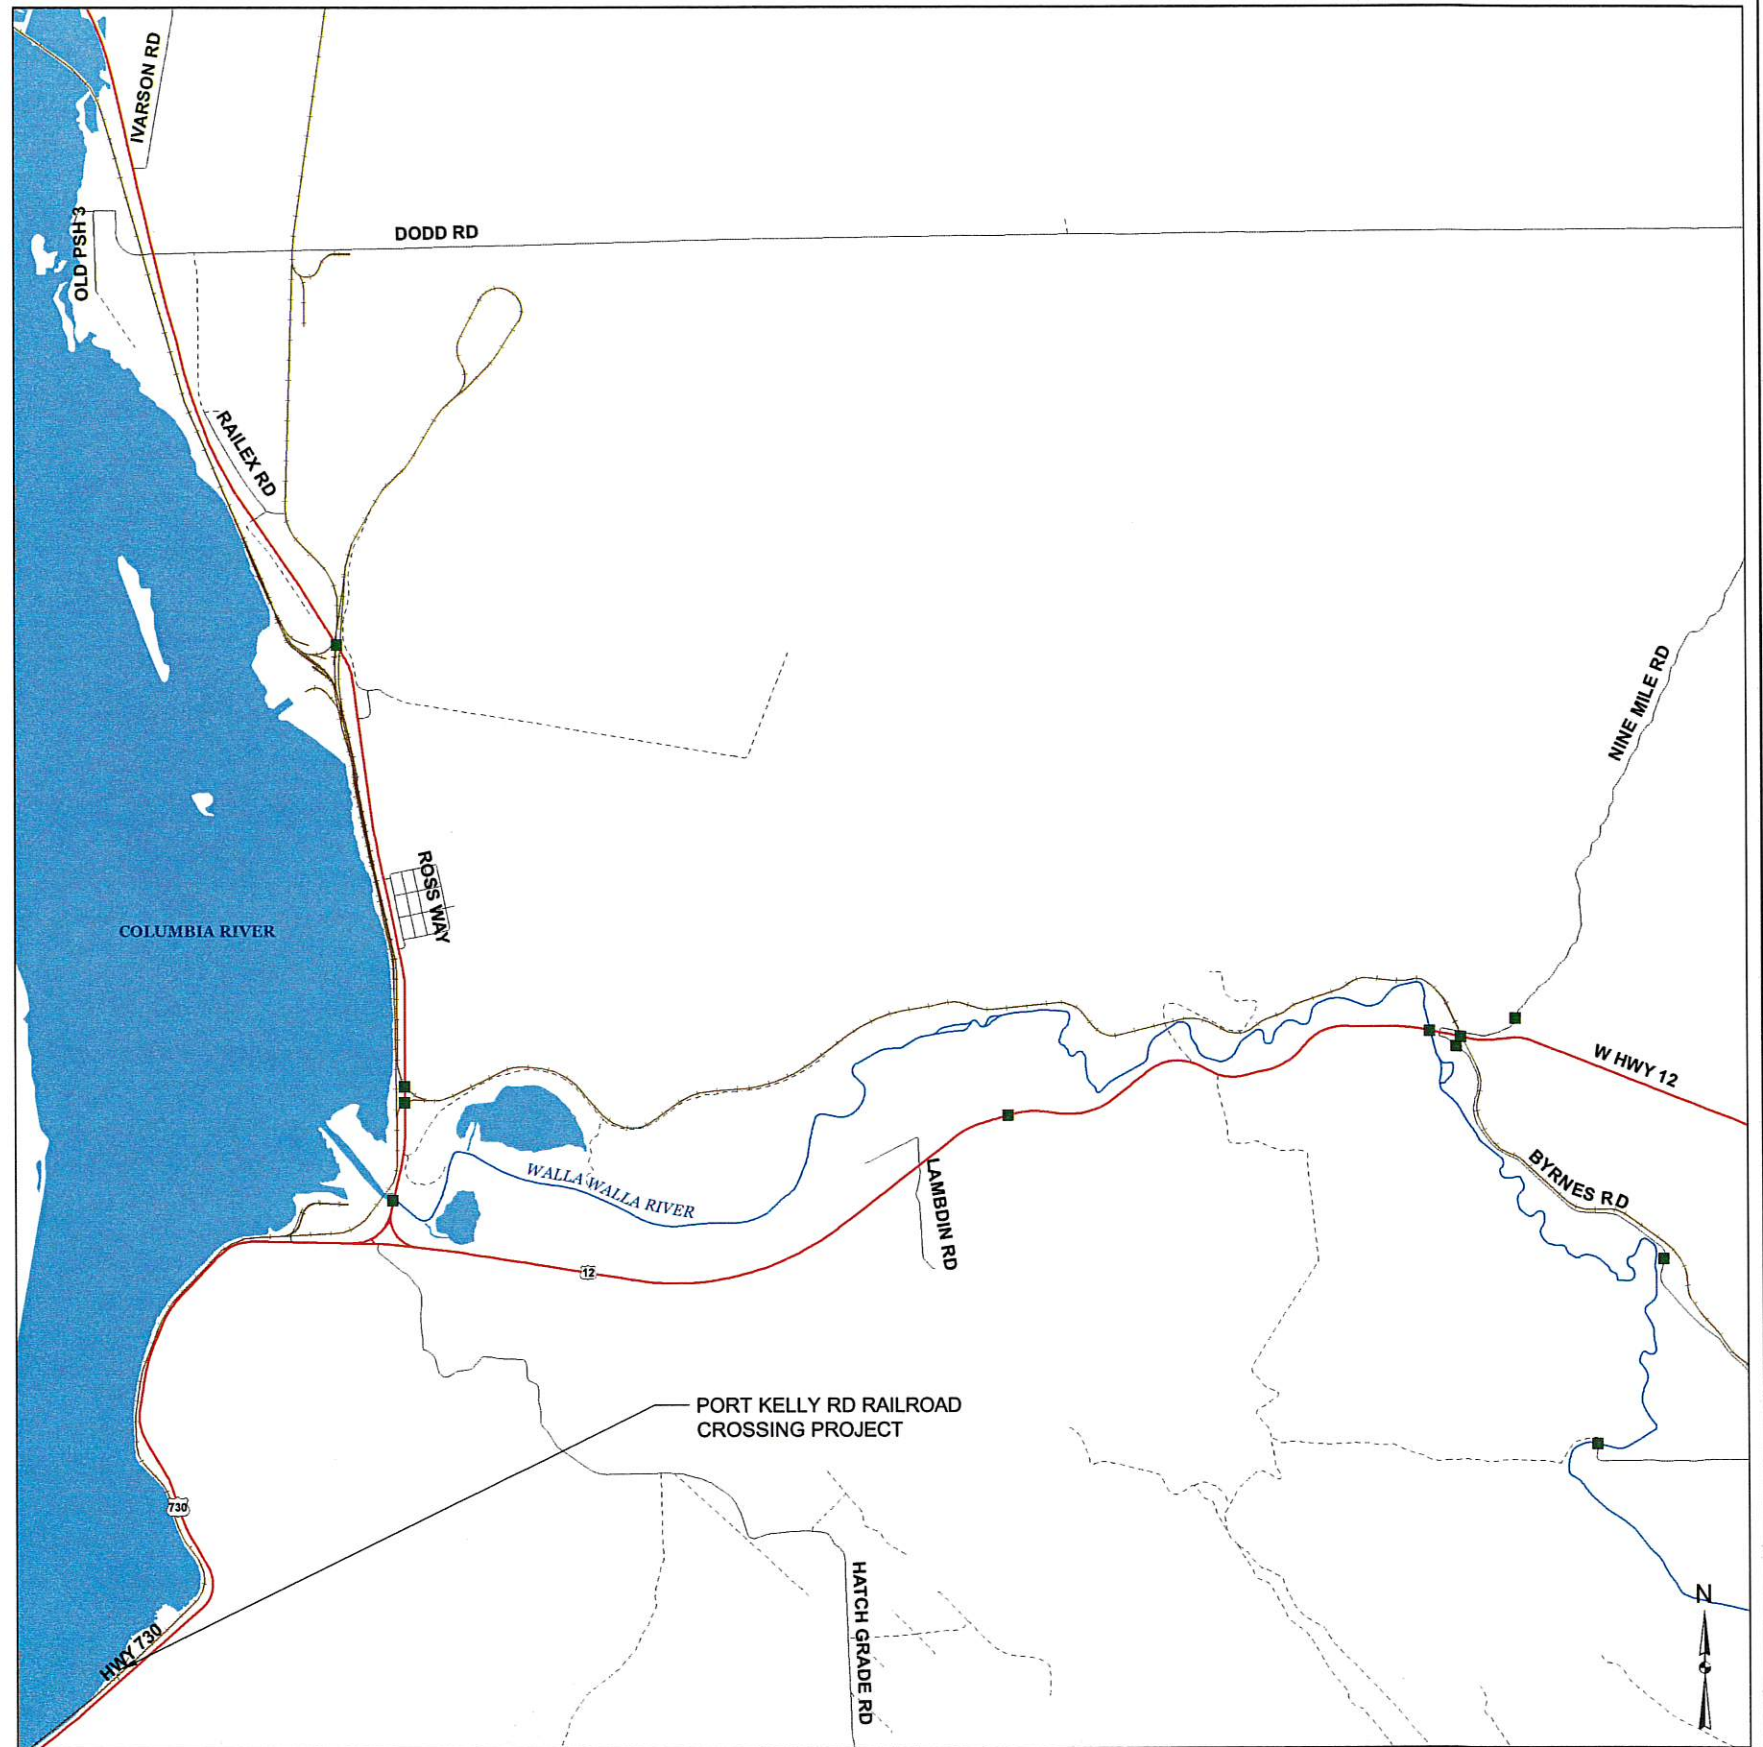 IVARSON RD
OLD PSH 3
DODD RD
RAILEX RD
NINE MILE RD
ROSS WAY
COLUMBIA RIVER
W HWY 12
BYRNES RD
WALLA WALLA RIVER
LAMBDIN RD
12
PORT KELLY RD RAILROAD
CROSSING PROJECT
730
HATCH GRADE RD
HWY 730
N